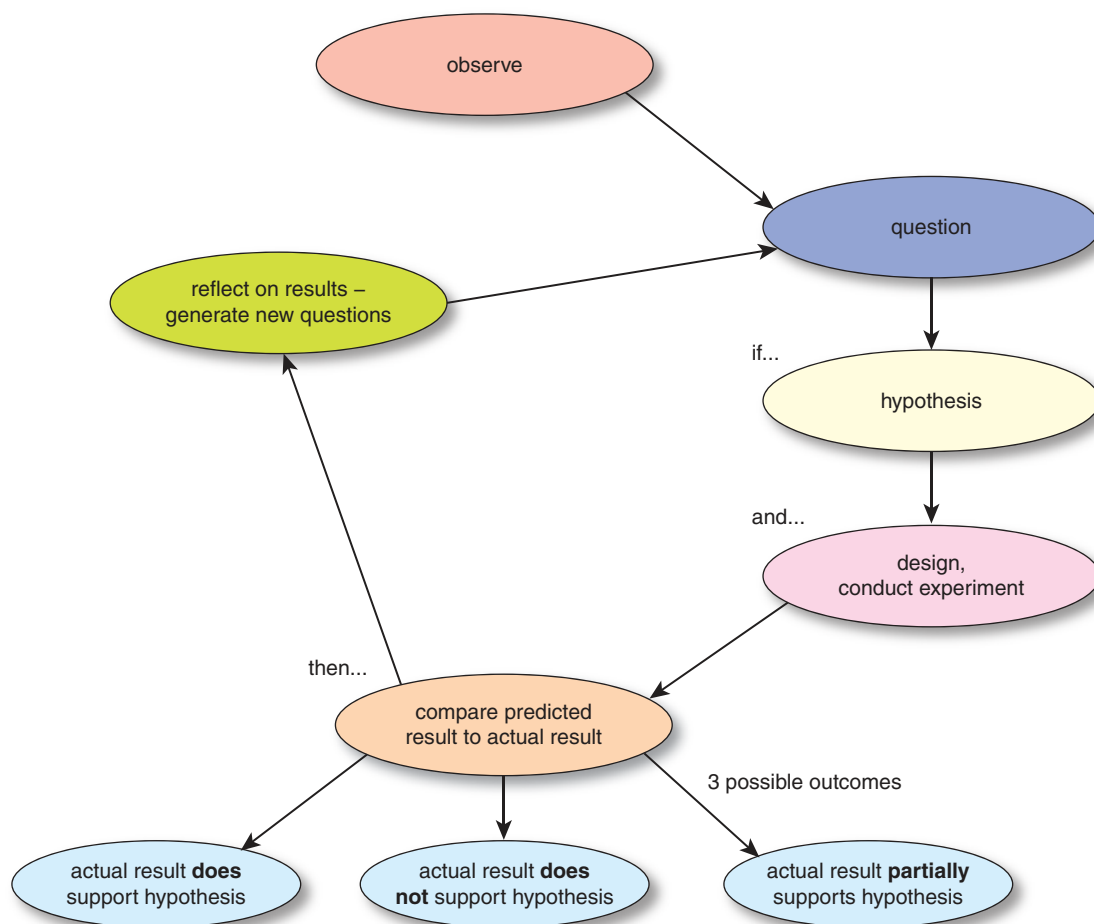 observe
question
reflect on results –
generate new questions
if...
hypothesis
and...
design,
conduct experiment
then...
compare predicted
result to actual result
3 possible outcomes
actual result does
support hypothesis
actual result does
not support hypothesis
actual result partially
supports hypothesis